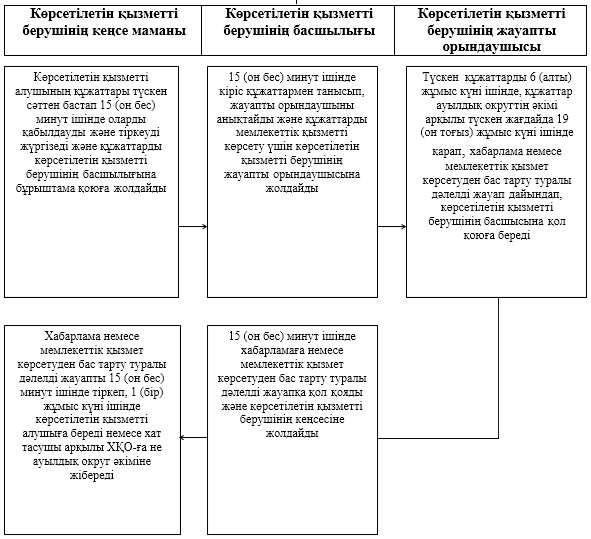 Көрсетілетін қызметті
берушінің кеңсе маманы
Көрсетілетін қызметті
берушінің басшылығы
Көрсетілетін қызметті
берушінің жауапты
орындаушысы
Көрсетілетін қызметті
алушының құжаттары түскен
сәттен бастап 15 (он бес)
минут ішінде оларды
қабылдауды және тіркеуді
жүргізеді және құжаттарды
көрсетілетін қызметті
берушінің басшылығына
бұрыштама қоюға жолдайды
15 (он бес) минут ішінде
кіріс құжаттармен танысып,
жауапты орындаушыны
анықтайды және құжаттарды
мемлекеттік қызметті
көрсету үшін көрсетілетін
қызметті берушінің
жауапты орындаушысына
жолдайды
Түскен құжаттарды 6 (алты)
жұмыс күні ішінде, құжаттар
ауылдық округтің әкімі
арқылы түскен жағдайда 19
(он тоғыз) жұмыс күні ішінде
қарап, хабарлама немесе
мемлекеттік қызмет
көрсетуден бас тарту туралы
дәлелді жауап дайындап,
көрсетілетін қызметті
берушінің басшысына қол
қоюға береді
Хабарлама немесе
мемлекеттік қызмет
көрсетуден бас тарту туралы
дәлелді жауапты 15 (он бес)
минут ішінде тіркеп, 1 (бір)
жұмыс күні ішінде
көрсетілетін қызметті
алушыға береді немесе хат
тасушы арқылы ХҚО-ға не
ауылдық округ әкіміне
жібереді
15 (он бес) минут ішінде
хабарламаға немесе
мемлекеттік қызмет
көрсетуден бас тарту туралы
дәлелді жауапқа қол қояды
және көрсетілетін қызметті
берушінің кеңсесіне
жолдайды